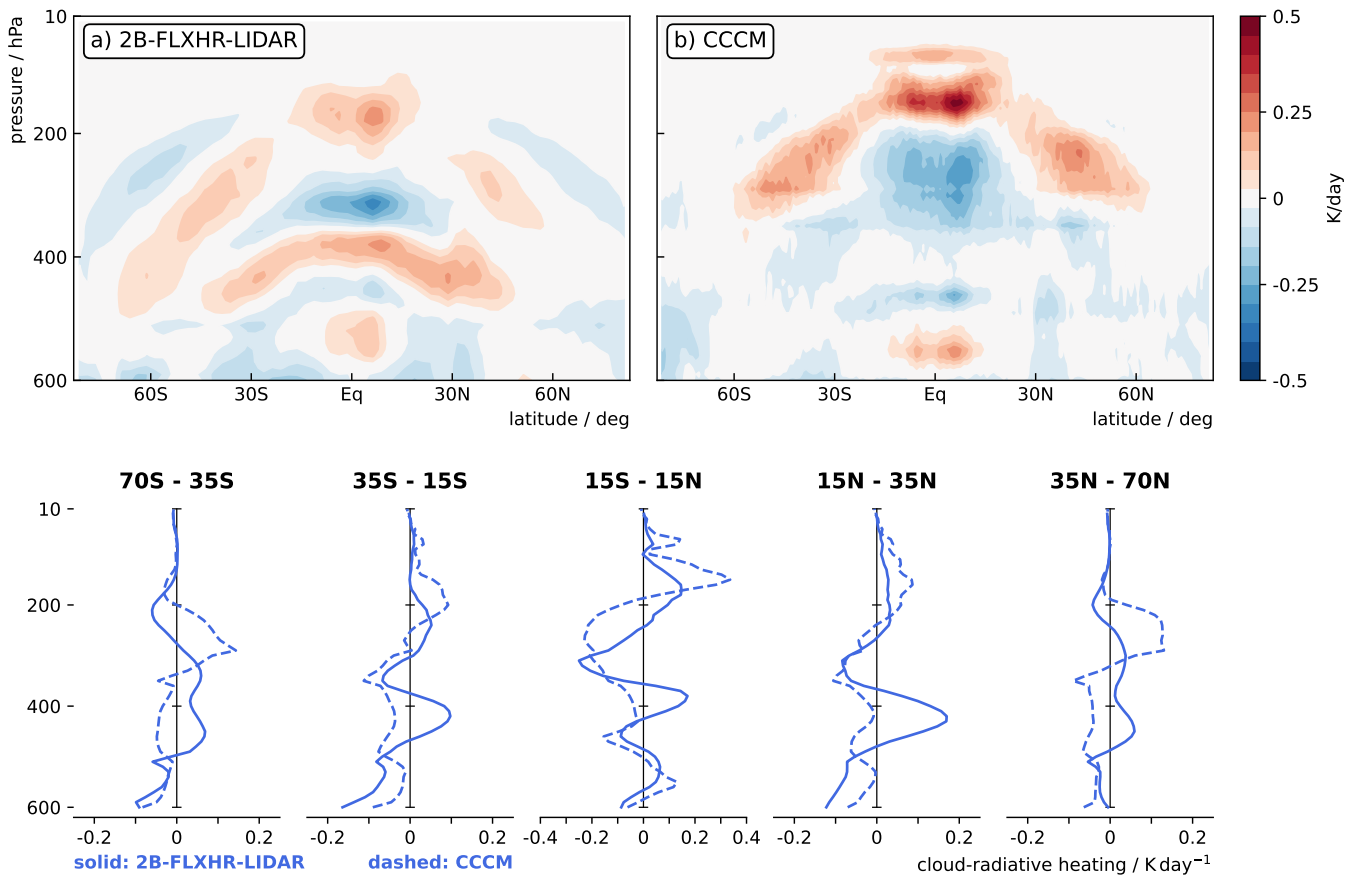 a) 2B-FLXHR-LIDAR
b) CCCM
pressure / hPa
10
200
400
600
60S 30S Eq 30N 60N
latitude / deg
60S 30S Eq 30N 60N
latitude / deg
0.5
0.25
0
-0.25
-0.5
K/day
70S - 35S
35S - 15S
15S - 15N
15N - 35N
35N - 70N
10
200
400
600
-0.2 0 0.2
-0.2 0 0.2
-0.4 -0.2 0 0.2 0.4
-0.2 0 0.2
-0.2 0 0.2
solid: 2B-FLXHR-LIDAR
dashed: CCCM
cloud-radiative heating / K day⁻¹